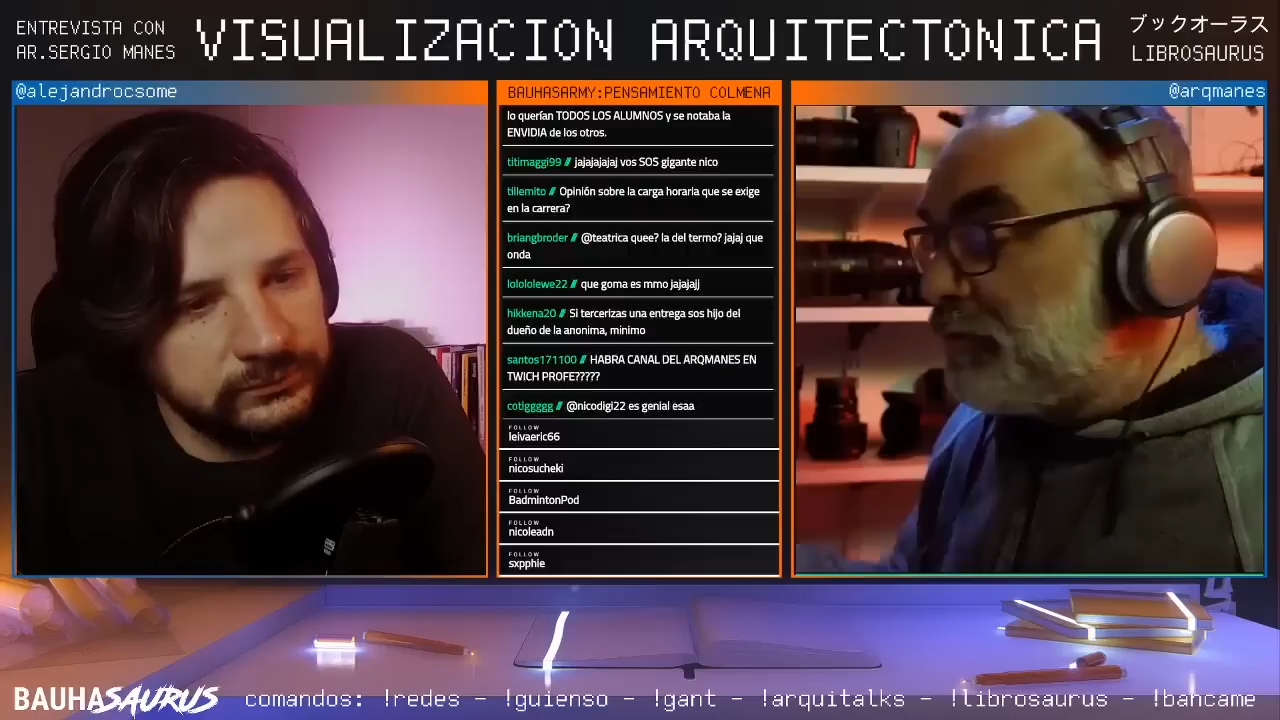 ENTREVISTA CON
AR.SERGIO MANES
VISUALIZACION ARQUITECTONICA
ブックオーラス
LIBROSAURUS
@alejandrocsome
BAUHASARMY:PENSAMIENTO COLMENA
@arqmanes
lo querían TODOS LOS ALUMNOS y se notaba la
ENVIDIA de los otros.
titimaggi99 // jajajajajaj vos SOS gigante nico
tillemito // Opinión sobre la carga horaria que se exige
en la carrera?
briangbroder // @teatrica quee? la del termo? jajaj que
onda
lolololewe22 // que goma es mmo jajajajj
hikkena20 // Si tercerizas una entrega sos hijo del
dueño de la anonima, minimo
santos171100 // HABRA CANAL DEL ARQMANES EN
TWICH PROFE?????
cotiggggg // @nicodigi22 es genial esaa
FOLLOW
leivaeric66
FOLLOW
nicosucheki
FOLLOW
BadmintonPod
FOLLOW
nicoleadn
FOLLOW
sxpphie
BAUHASAURUS
comandos: !redes - !guienso - !gant - !arquitalks - !librosaurus - !bancame